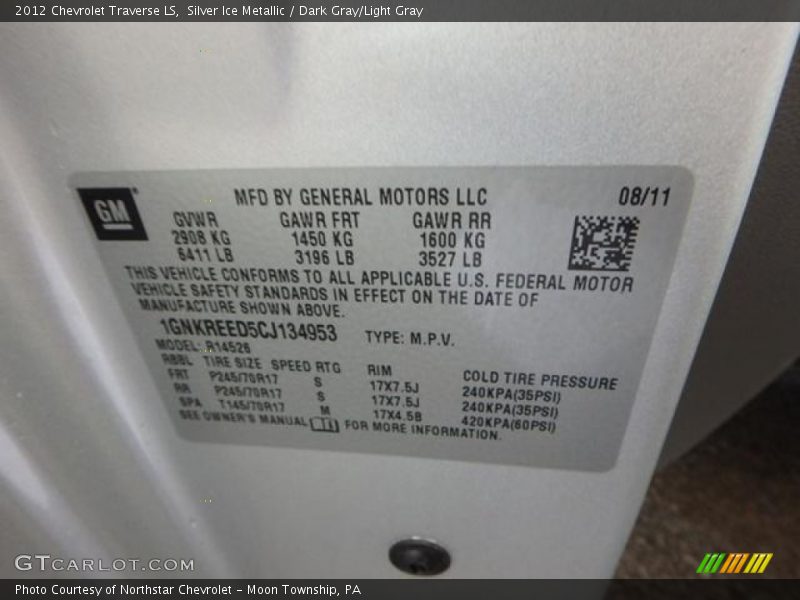 2012 Chevrolet Traverse LS, Silver Ice Metallic / Dark Gray/Light Gray
GM
MFD BY GENERAL MOTORS LLC 08/11
GVWR GAWR FRT GAWR RR
2908 KG 1450 KG 1600 KG
6411 LB 3196 LB 3527 LB
THIS VEHICLE CONFORMS TO ALL APPLICABLE U.S. FEDERAL MOTOR
VEHICLE SAFETY STANDARDS IN EFFECT ON THE DATE OF
MANUFACTURE SHOWN ABOVE.
1GNKREED5CJ134953 TYPE: M.P.V.
MODEL: R14526
RBBL TIRE SIZE SPEED RTG RIM COLD TIRE PRESSURE
FRT P245/70R17 S 17X7.5J 240KPA(35PSI)
RR P245/70R17 S 17X7.5J 240KPA(35PSI)
SPA T145/70R17 M 17X4.5B 420KPA(60PSI)
SEE OWNER'S MANUAL FOR MORE INFORMATION.
GTCARLOT.COM
Photo Courtesy of Northstar Chevrolet - Moon Township, PA